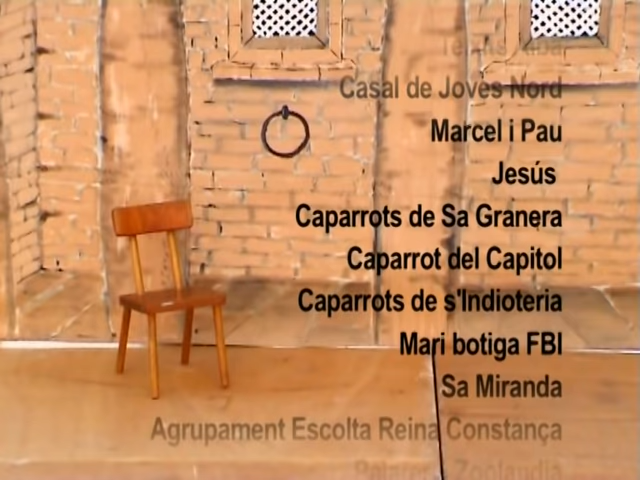 Casal de Joves Nord
Marcel i Pau
Jesús
Caparrots de Sa Granera
Caparrot del Capitol
Caparrots de s'Indioteria
Mari botiga FBI
Sa Miranda
Agrupament Escolta Reina Constança